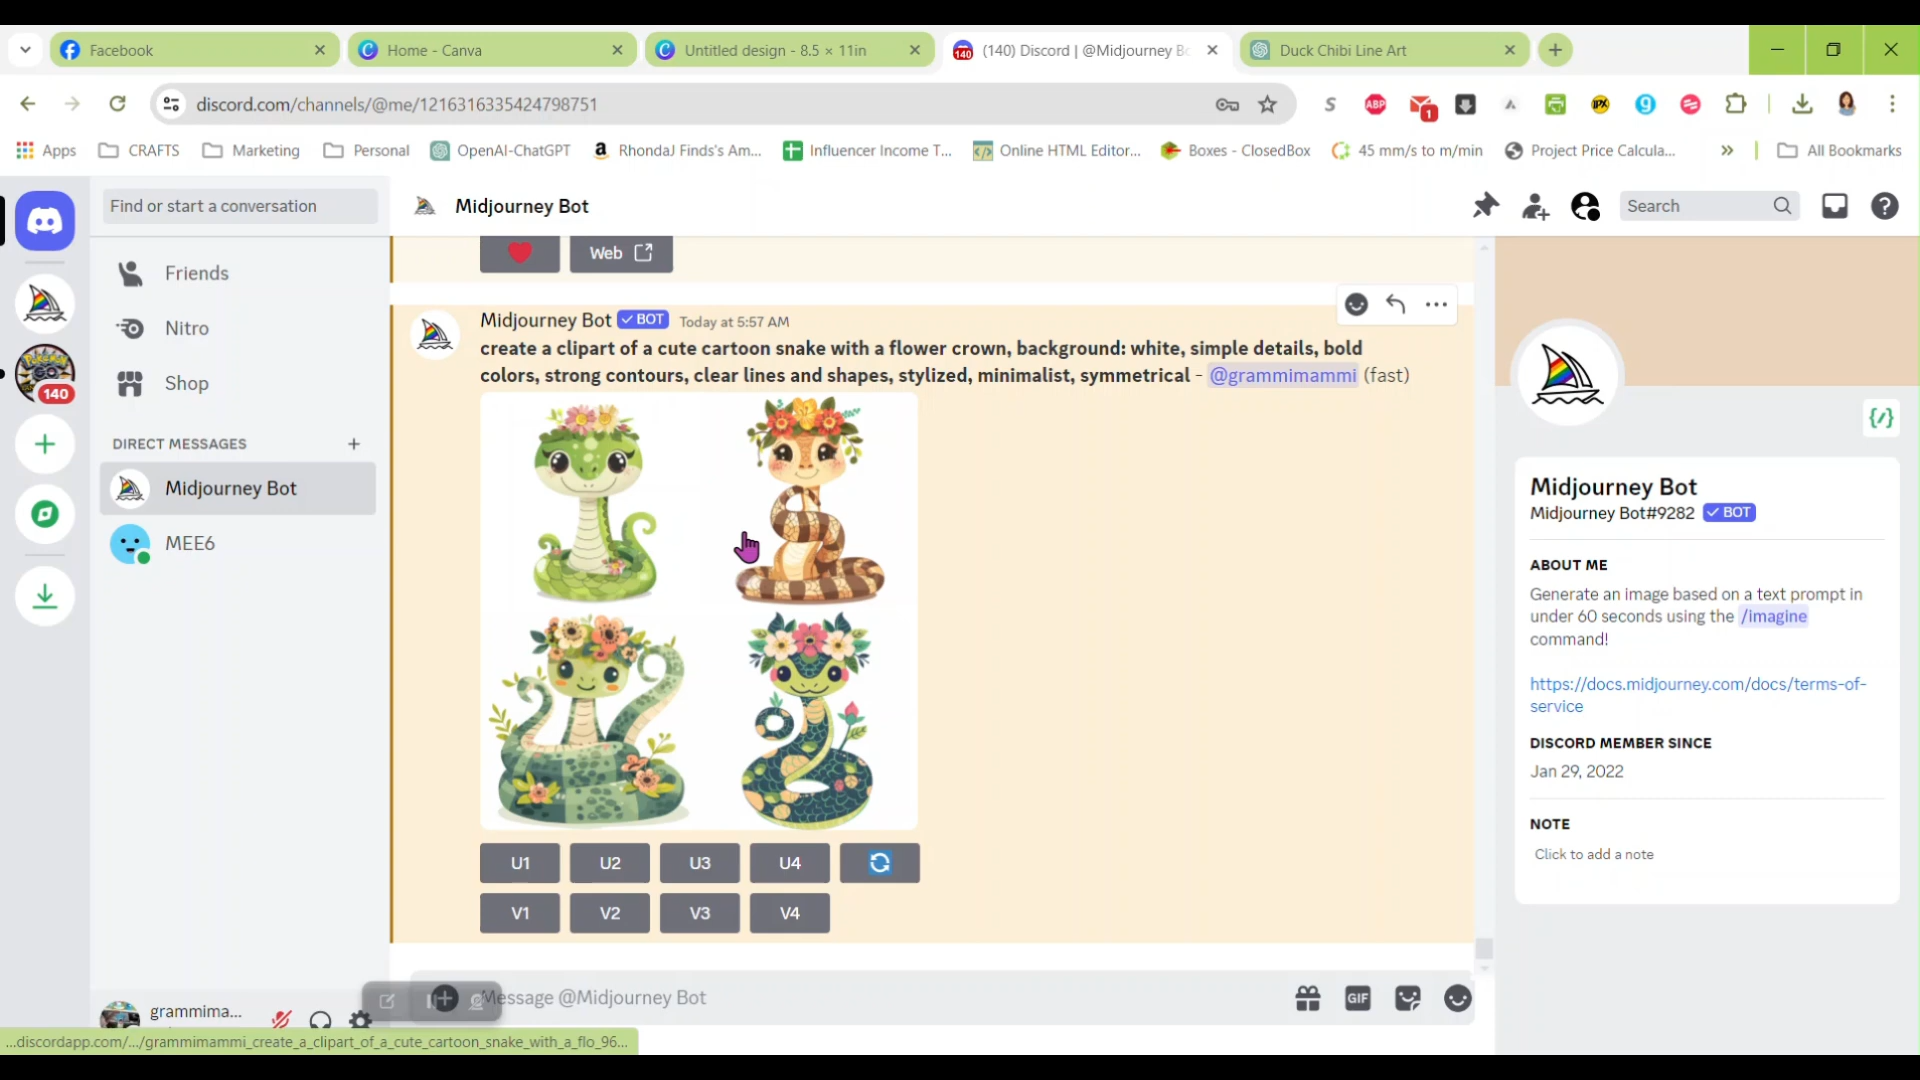 Facebook
Home - Canva
Untitled design - 8.5 × 11in
140
(140) Discord | @Midjourney Bo
Duck Chibi Line Art
discord.com/channels/@me/1216316335424798751
S
ABP
1
IPX
g
Apps
CRAFTS
Marketing
Personal
OpenAI-ChatGPT
RhondaJ Finds's Am...
Influencer Income T...
Online HTML Editor...
Boxes - ClosedBox
45 mm/s to m/min
Project Price Calcula...
All Bookmarks
Find or start a conversation
Midjourney Bot
Search
Friends
Nitro
Shop
140
DIRECT MESSAGES
Midjourney Bot
MEE6
Web
Midjourney Bot BOT Today at 5:57 AM
create a clipart of a cute cartoon snake with a flower crown, background: white, simple details, bold
colors, strong contours, clear lines and shapes, stylized, minimalist, symmetrical - @grammimammi (fast)
U1 U2 U3 U4
V1 V2 V3 V4
Message @Midjourney Bot
GIF
Midjourney Bot
Midjourney Bot#9282 BOT
ABOUT ME
Generate an image based on a text prompt in
under 60 seconds using the /imagine
command!
https://docs.midjourney.com/docs/terms-of-
service
DISCORD MEMBER SINCE
Jan 29, 2022
NOTE
Click to add a note
grammima...
...discordapp.com/.../grammimammi_create_a_clipart_of_a_cute_cartoon_snake_with_a_flo_96...